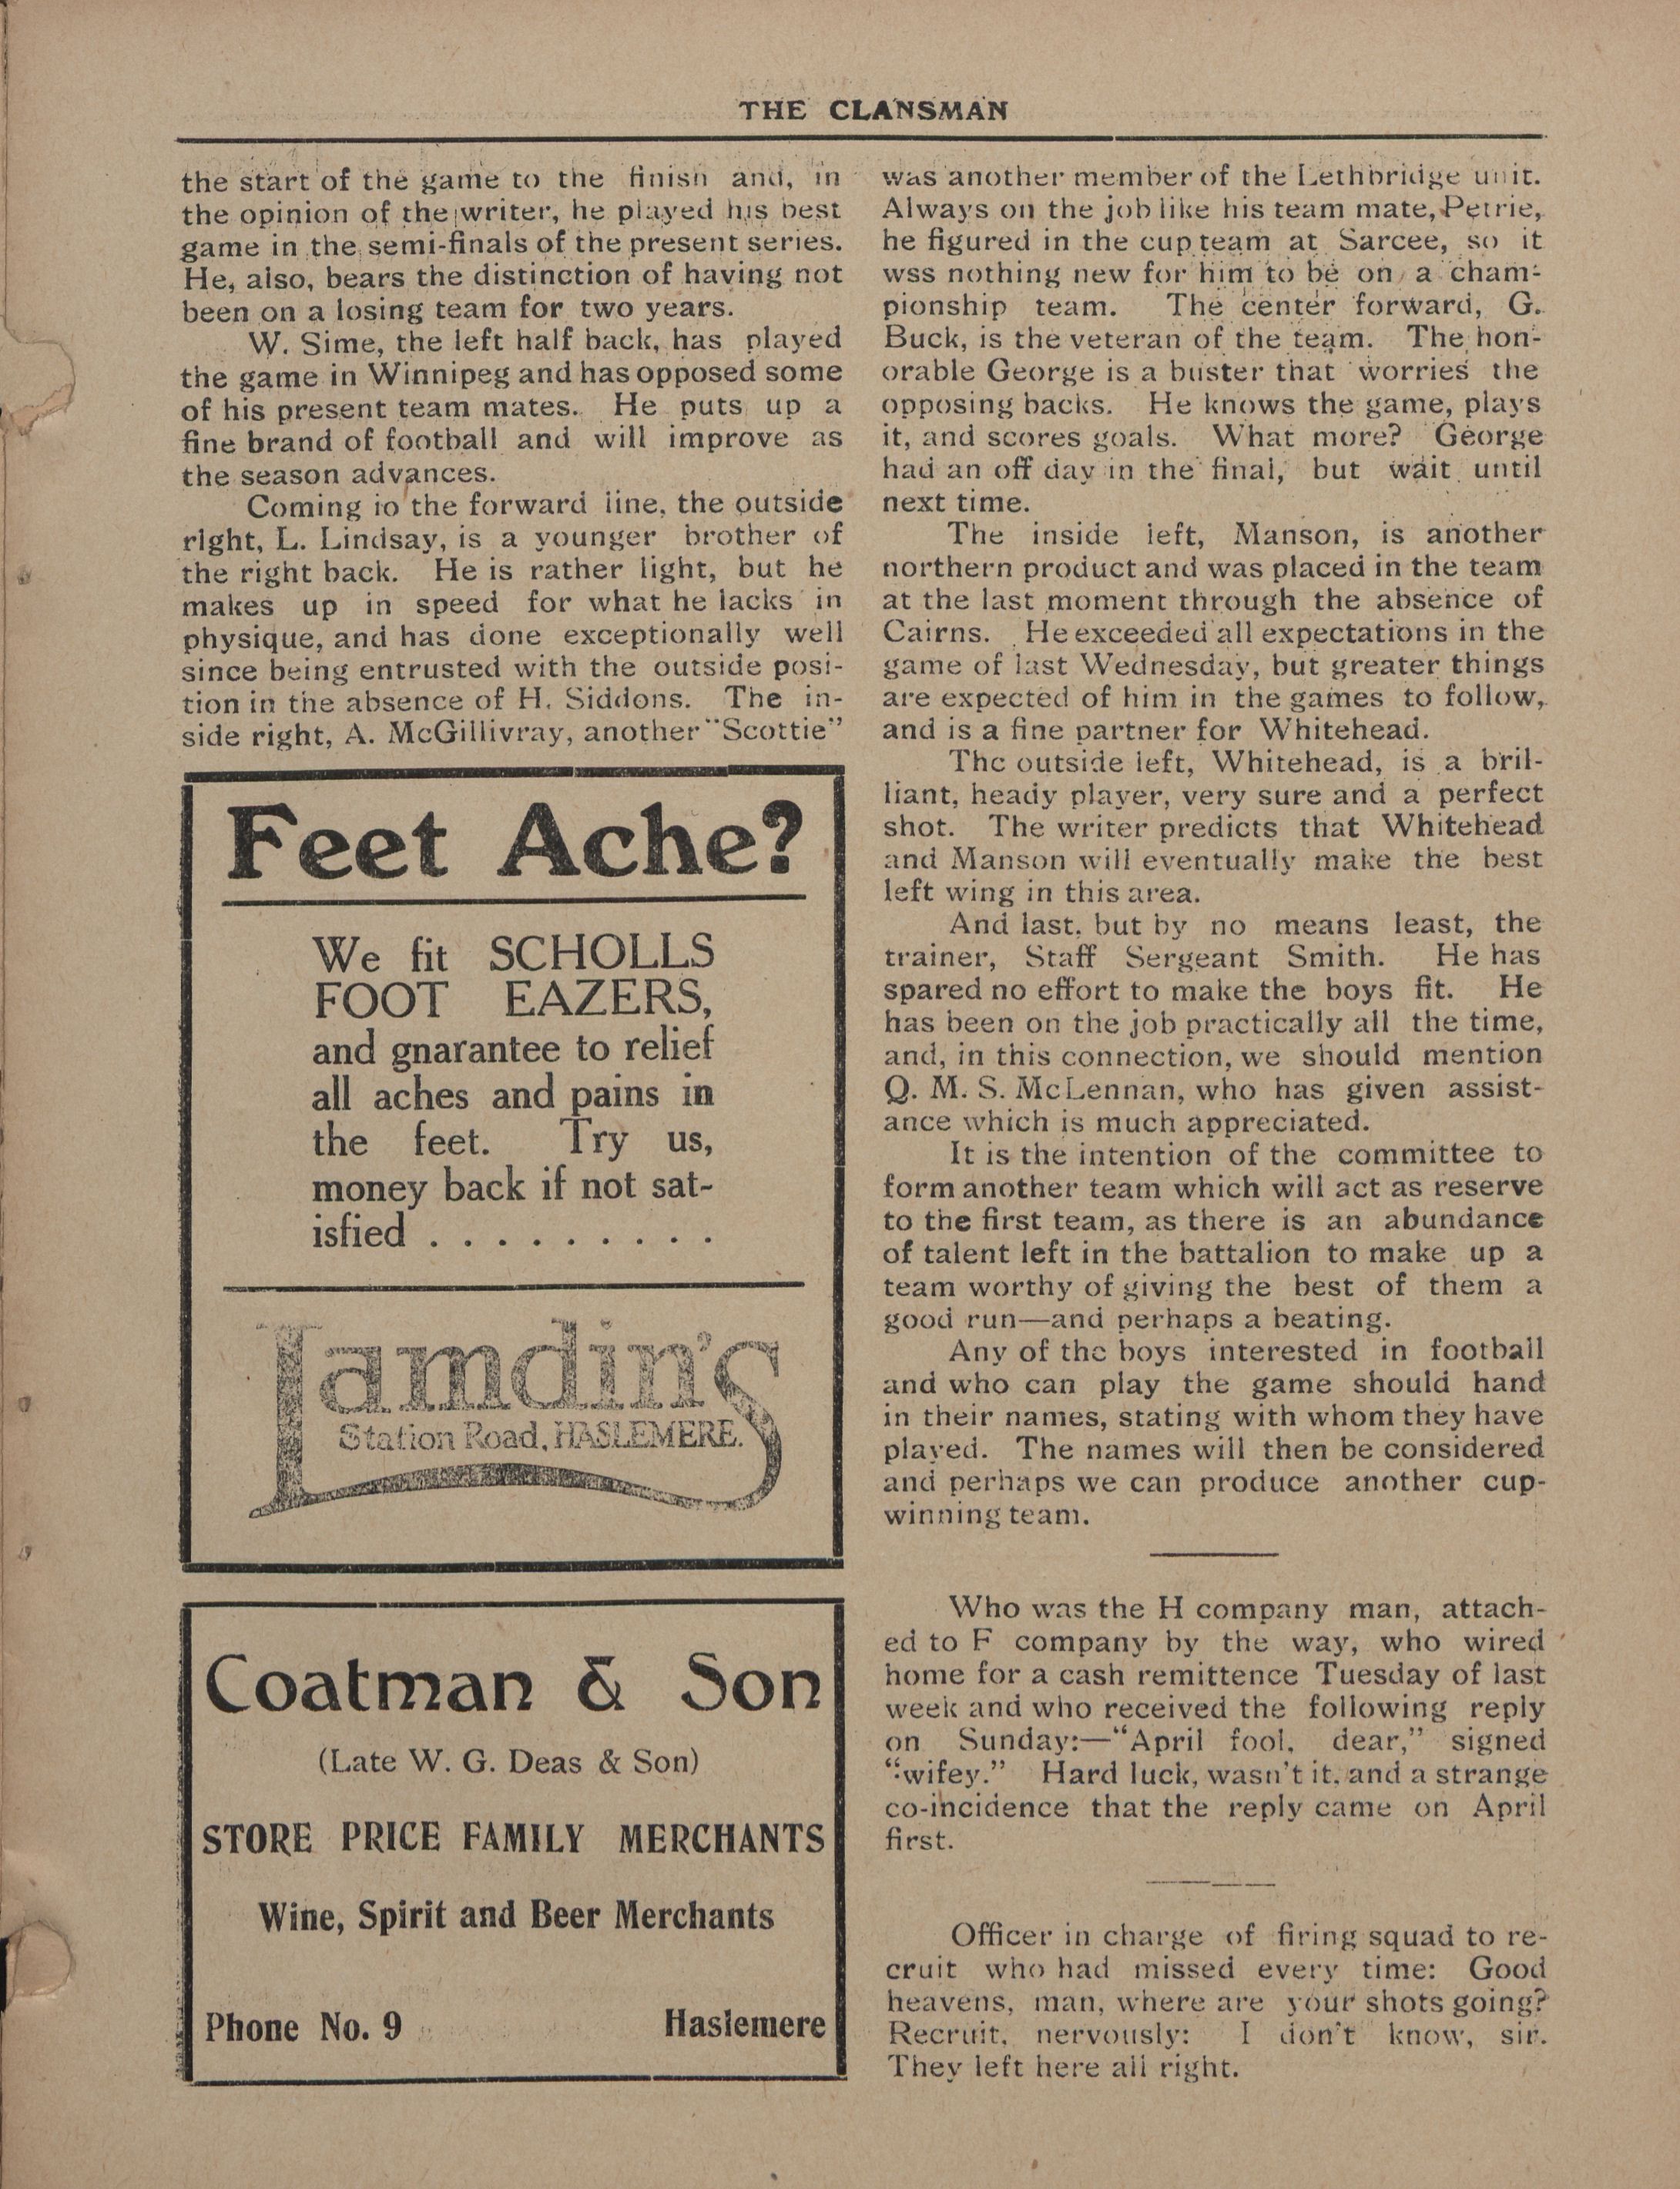 THE CLANSMAN
the start of the game to the finish and, in
the opinion of the writer, he played his best
game in the semi-finals of the present series.
He, also, bears the distinction of having not
been on a losing team for two years.
W. Sime, the left half back, has played
the game in Winnipeg and has opposed some
of his present team mates. He puts up a
fine brand of football and will improve as
the season advances.
Coming io the forward line, the outside
right, L. Lindsay, is a younger brother of
the right back. He is rather light, but he
makes up in speed for what he lacks in
physique, and has done exceptionally well
since being entrusted with the outside posi-
tion in the absence of H. Siddons. The in-
side right, A. McGillivray, another "Scottie"
Feet Ache?
We fit SCHOLLS
FOOT EAZERS,
and gnarantee to relief
all aches and pains in
the feet. Try us,
money back if not sat-
isfied . . . . . . . . .
Lamdin's
Station Road, HASLEMERE.
Coatman & Son
(Late W. G. Deas & Son)
STORE PRICE FAMILY MERCHANTS
Wine, Spirit and Beer Merchants
Phone No. 9 Haslemere
was another member of the Lethbridge unit.
Always on the job like his team mate, Petrie,
he figured in the cup team at Sarcee, so it
wss nothing new for him to be on a cham-
pionship team. The center forward, G.
Buck, is the veteran of the team. The hon-
orable George is a buster that worries the
opposing backs. He knows the game, plays
it, and scores goals. What more? George
had an off day in the final, but wait until
next time.
The inside left, Manson, is another
northern product and was placed in the team
at the last moment through the absence of
Cairns. He exceeded all expectations in the
game of last Wednesday, but greater things
are expected of him in the games to follow,
and is a fine partner for Whitehead.
Thc outside left, Whitehead, is a bril-
liant, heady player, very sure and a perfect
shot. The writer predicts that Whitehead
and Manson will eventually make the best
left wing in this area.
And last, but by no means least, the
trainer, Staff Sergeant Smith. He has
spared no effort to make the boys fit. He
has been on the job practically all the time,
and, in this connection, we should mention
Q. M. S. McLennan, who has given assist-
ance which is much appreciated.
It is the intention of the committee to
form another team which will act as reserve
to the first team, as there is an abundance
of talent left in the battalion to make up a
team worthy of giving the best of them a
good run—and perhaps a beating.
Any of thc boys interested in football
and who can play the game should hand
in their names, stating with whom they have
played. The names will then be considered
and perhaps we can produce another cup-
winning team.
Who was the H company man, attach-
ed to F company by the way, who wired
home for a cash remittence Tuesday of last
week and who received the following reply
on Sunday:—"April fool, dear," signed
"wifey." Hard luck, wasn't it, and a strange
co-incidence that the reply came on April
first.
Officer in charge of firing squad to re-
cruit who had missed every time: Good
heavens, man, where are your shots going?
Recruit, nervously: I don't know, sir.
They left here all right.